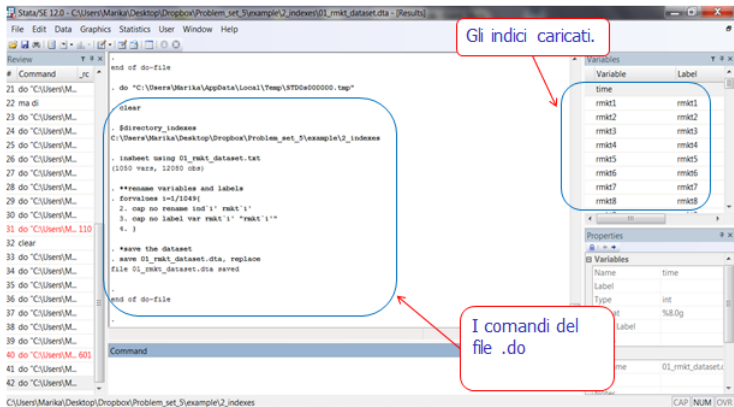 Stata/SE 12.0 - C:\Users\Marika\Desktop\Dropbox\Problem_set_5\example\2_indexes\01_rmkt_dataset.dta - [Results]
File Edit Data Graphics Statistics User Window Help
Gli indici caricati.
Review
# Command _rc
21 do "C:\Users\M...
22 ma di
23 do "C:\Users\M...
24 do "C:\Users\M...
25 do "C:\Users\M...
26 do "C:\Users\M...
27 do "C:\Users\M...
28 do "C:\Users\M...
29 do "C:\Users\M...
30 do "C:\Users\M...
31 do "C:\Users\M... 110
32 clear
33 do "C:\Users\M...
34 do "C:\Users\M...
35 do "C:\Users\M...
36 do "C:\Users\M...
37 do "C:\Users\M...
38 do "C:\Users\M...
39 do "C:\Users\M...
40 do "C:\Users\M... 601
41 do "C:\Users\M...
42 do "C:\Users\M...
.
end of do-file
. do "C:\Users\Marika\AppData\Local\Temp\STD0s000000.tmp"
. clear
. $directory_indexes
C:\Users\Marika\Desktop\Dropbox\Problem_set_5\example\2_indexes
. insheet using 01_rmkt_dataset.txt
(1050 vars, 12080 obs)
. **rename variables and labels
. forvalues i=1/1049{
2. cap no rename ind`i' rmkt`i'
3. cap no label var rmkt`i' "rmkt`i'"
4. }
. *save the dataset
. save 01_rmkt_dataset.dta, replace
file 01_rmkt_dataset.dta saved
.
end of do-file
.
Command
I comandi del
file .do
Variables
Variable Label
time
rmkt1 rmkt1
rmkt2 rmkt2
rmkt3 rmkt3
rmkt4 rmkt4
rmkt5 rmkt5
rmkt6 rmkt6
rmkt7 rmkt7
rmkt8 rmkt8
Properties
Variables
Name time
Label
Type int
%8.0g
Label
01_rmkt_dataset.c
C:\Users\Marika\Desktop\Dropbox\Problem_set_5\example\2_indexes
CAP NUM OVR